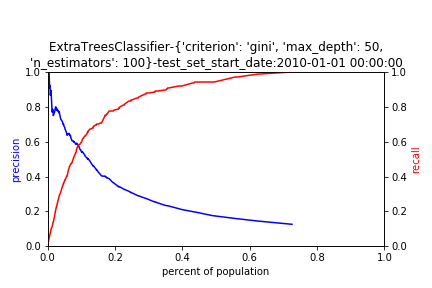 ExtraTreesClassifier-{'criterion': 'gini', 'max_depth': 50,
'n_estimators': 100}-test_set_start_date:2010-01-01 00:00:00
1.0
0.8
0.6
0.4
0.2
0.0
precision
1.0
0.8
0.6
0.4
0.2
0.0
recall
0.0 0.2 0.4 0.6 0.8 1.0
percent of population